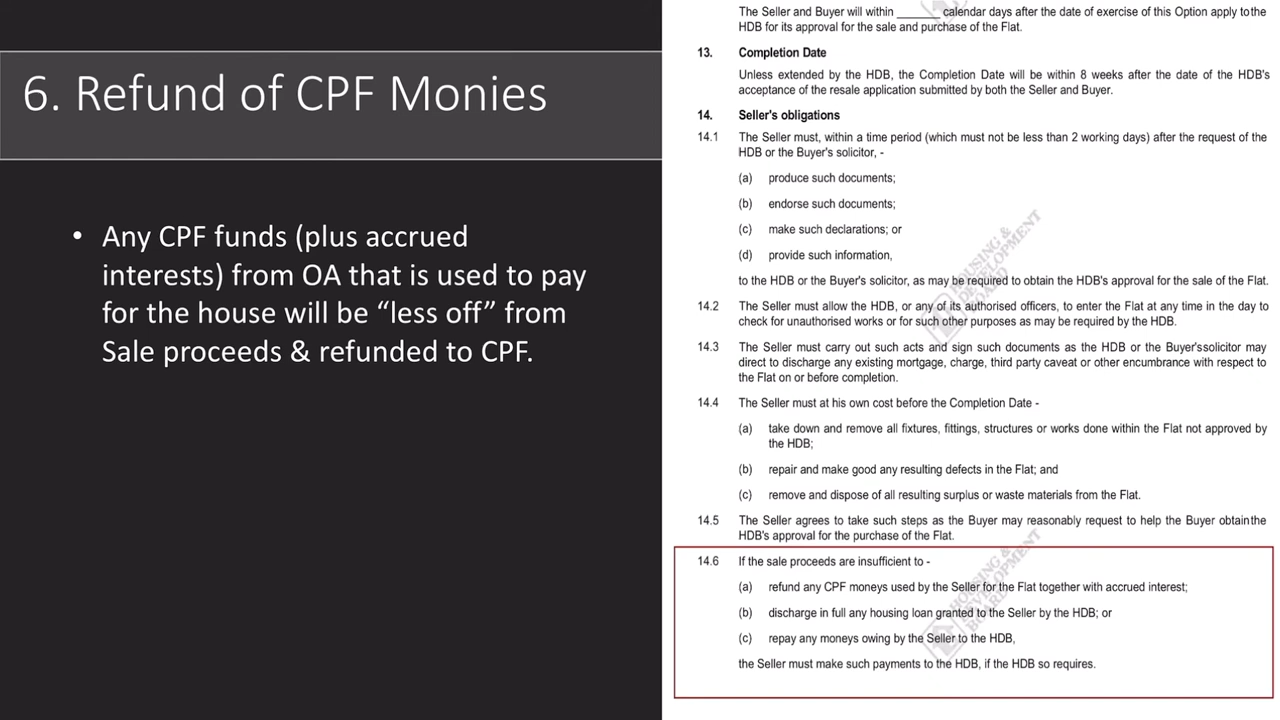 6. Refund of CPF Monies
• Any CPF funds (plus accrued
interests) from OA that is used to pay
for the house will be “less off” from
Sale proceeds & refunded to CPF.
The Seller and Buyer will within _______ calendar days after the date of exercise of this Option apply tothe
HDB for its approval for the sale and purchase of the Flat.
13. Completion Date
Unless extended by the HDB, the Completion Date will be within 8 weeks after the date of the HDB's
acceptance of the resale application submitted by both the Seller and Buyer.
14. Seller's obligations
14.1 The Seller must, within a time period (which must not be less than 2 working days) after the request of the
HDB or the Buyer's solicitor, -
(a) produce such documents;
(b) endorse such documents;
(c) make such declarations; or
(d) provide such information,
to the HDB or the Buyer's solicitor, as may be required to obtain the HDB's approval for the sale of the Flat.
14.2 The Seller must allow the HDB, or any of its authorised officers, to enter the Flat at any time in the day to
check for unauthorised works or for such other purposes as may be required by the HDB.
14.3 The Seller must carry out such acts and sign such documents as the HDB or the Buyer'ssolicitor may
direct to discharge any existing mortgage, charge, third party caveat or other encumbrance with respect to
the Flat on or before completion.
14.4 The Seller must at his own cost before the Completion Date -
(a) take down and remove all fixtures, fittings, structures or works done within the Flat not approved by
the HDB;
(b) repair and make good any resulting defects in the Flat; and
(c) remove and dispose of all resulting surplus or waste materials from the Flat.
14.5 The Seller agrees to take such steps as the Buyer may reasonably request to help the Buyer obtainthe
HDB's approval for the purchase of the Flat.
14.6 If the sale proceeds are insufficient to -
(a) refund any CPF moneys used by the Seller for the Flat together with accrued interest;
(b) discharge in full any housing loan granted to the Seller by the HDB; or
(c) repay any moneys owing by the Seller to the HDB,
the Seller must make such payments to the HDB, if the HDB so requires.
HOUSING &
DEVELOPMENT
BOARD
HOUSING &
DEVELOPMENT
BOARD